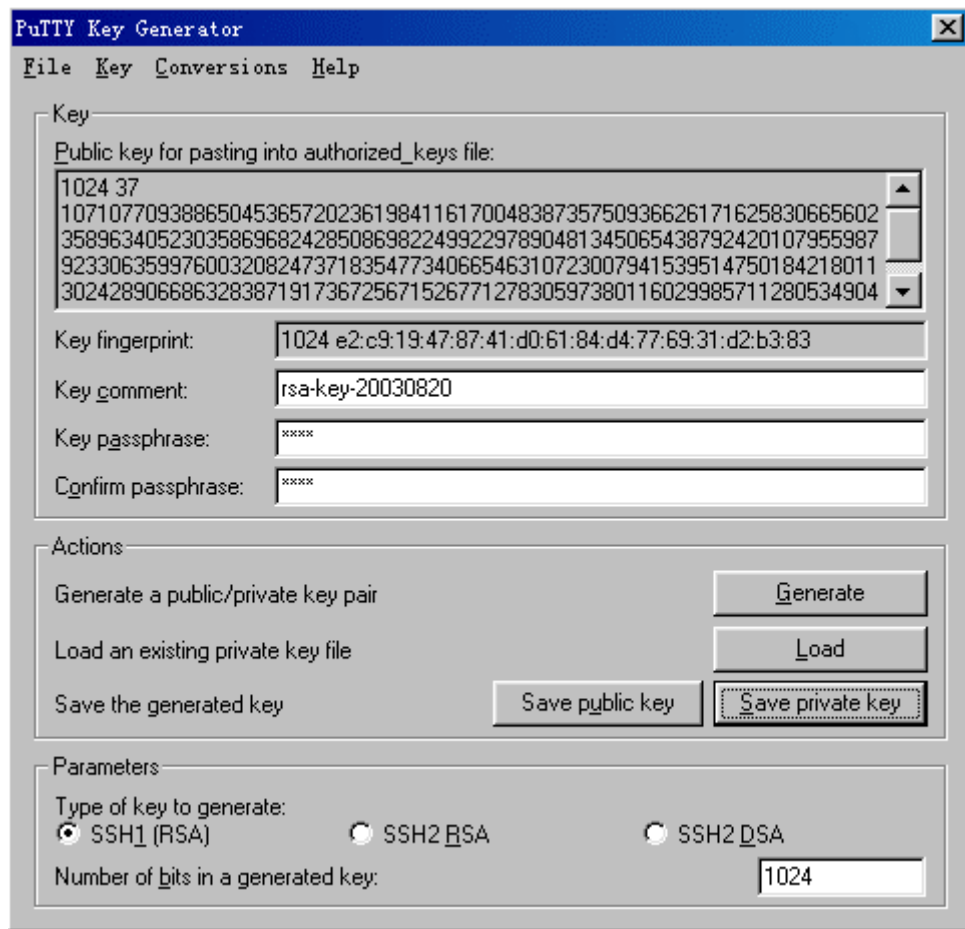 PuTTY Key Generator
File Key Conversions Help
Key
Public key for pasting into authorized_keys file:
1024 37
10710770938865045365720236198411617004838735750936626171625830665602
35896340523035869682428508698224992297890481345065438792420107955987
92330635997600320824737183547734066546310723007941539514750184218011
30242890668632838719173672567152677127830597380116029985711280534904
Key fingerprint: 1024 e2:c9:19:47:87:41:d0:61:84:d4:77:69:31:d2:b3:83
Key comment: rsa-key-20030820
Key passphrase: ****
Confirm passphrase: ****
Actions
Generate a public/private key pair Generate
Load an existing private key file Load
Save the generated key Save public key Save private key
Parameters
Type of key to generate:
SSH1 (RSA) SSH2 RSA SSH2 DSA
Number of bits in a generated key: 1024